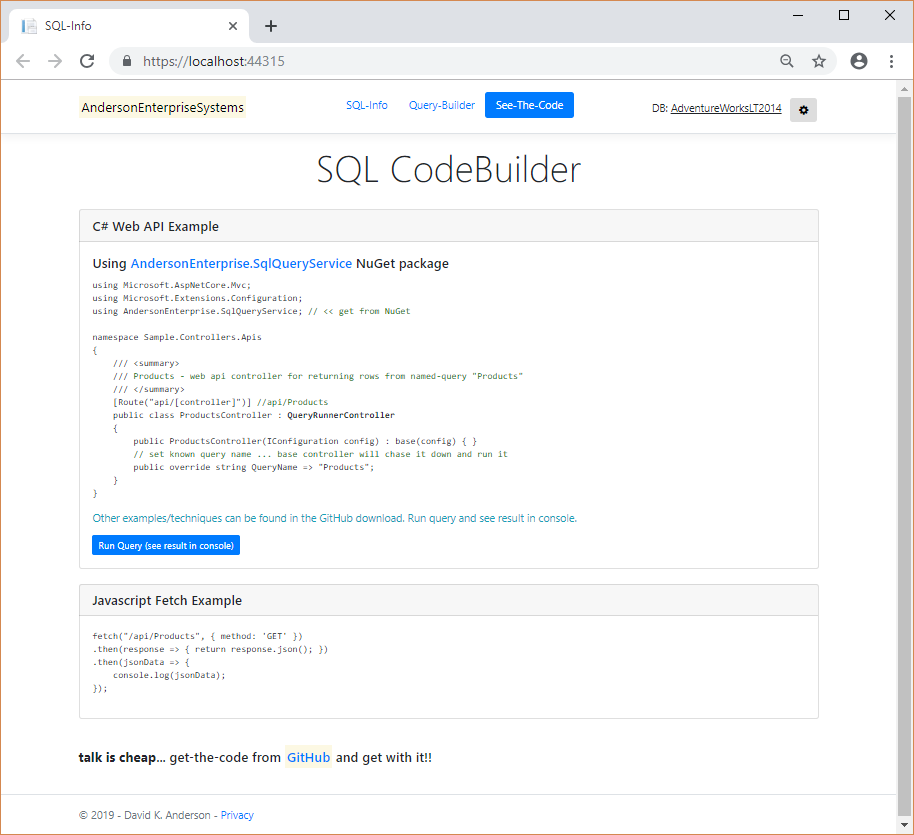 SQL-Info
https://localhost:44315
AndersonEnterpriseSystems
SQL-Info
Query-Builder
See-The-Code
DB: AdventureWorksLT2014
SQL CodeBuilder
C# Web API Example
Using AndersonEnterprise.SqlQueryService NuGet package
using Microsoft.AspNetCore.Mvc;
using Microsoft.Extensions.Configuration;
using AndersonEnterprise.SqlQueryService; // << get from NuGet
namespace Sample.Controllers.Apis
{
    /// <summary>
    /// Products - web api controller for returning rows from named-query "Products"
    /// </summary>
    [Route("api/[controller]")] //api/Products
    public class ProductsController : QueryRunnerController
    {
        public ProductsController(IConfiguration config) : base(config) { }
        // set known query name ... base controller will chase it down and run it
        public override string QueryName => "Products";
    }
}
Other examples/techniques can be found in the GitHub download. Run query and see result in console.
Run Query (see result in console)
Javascript Fetch Example
fetch("/api/Products", { method: 'GET' })
.then(response => { return response.json(); })
.then(jsonData => {
    console.log(jsonData);
});
talk is cheap... get-the-code from GitHub and get with it!!
© 2019 - David K. Anderson - Privacy